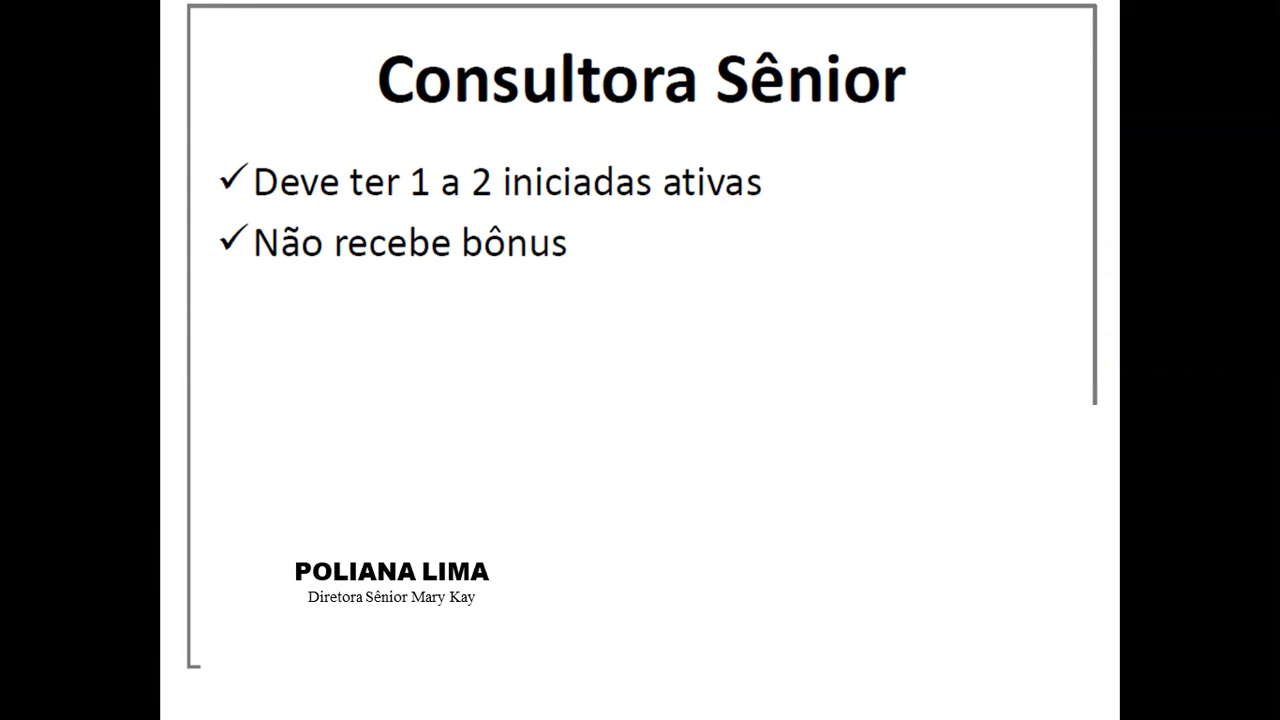 Consultora Sênior
✓Deve ter 1 a 2 iniciadas ativas
✓Não recebe bônus
POLIANA LIMA
Diretora Sênior Mary Kay